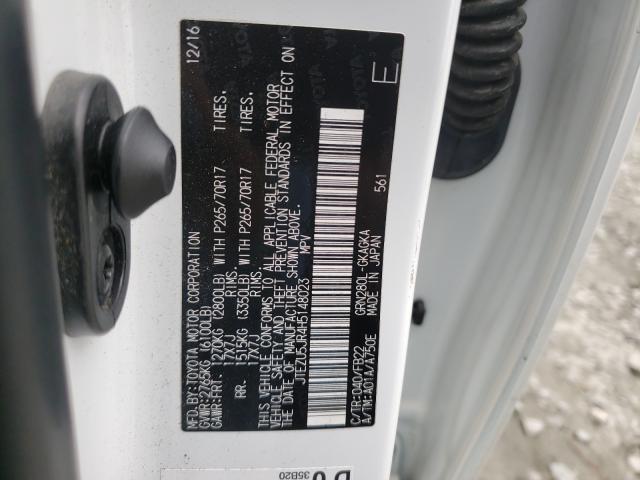 MFD.BY:TOYOTA MOTOR CORPORATION 12/16
GVWR:2765KG (6100LB)
GAWR:FRT. 1270KG (2800LB) WITH P265/70R17 TIRES,
17X7J RIMS,
RR. 1515KG (3350LB) WITH P265/70R17 TIRES,
17X7J RIMS,
THIS VEHICLE CONFORMS TO ALL APPLICABLE FEDERAL MOTOR
VEHICLE SAFETY AND THEFT PREVENTION STANDARDS IN EFFECT ON
THE DATE OF MANUFACTURE SHOWN ABOVE.
JTEZU5JR4H5148023 MPV
E
C/TR:040/FB22 GRN280L-GKAGKA 561
A/TM:A01A/A750E MADE IN JAPAN
35B20